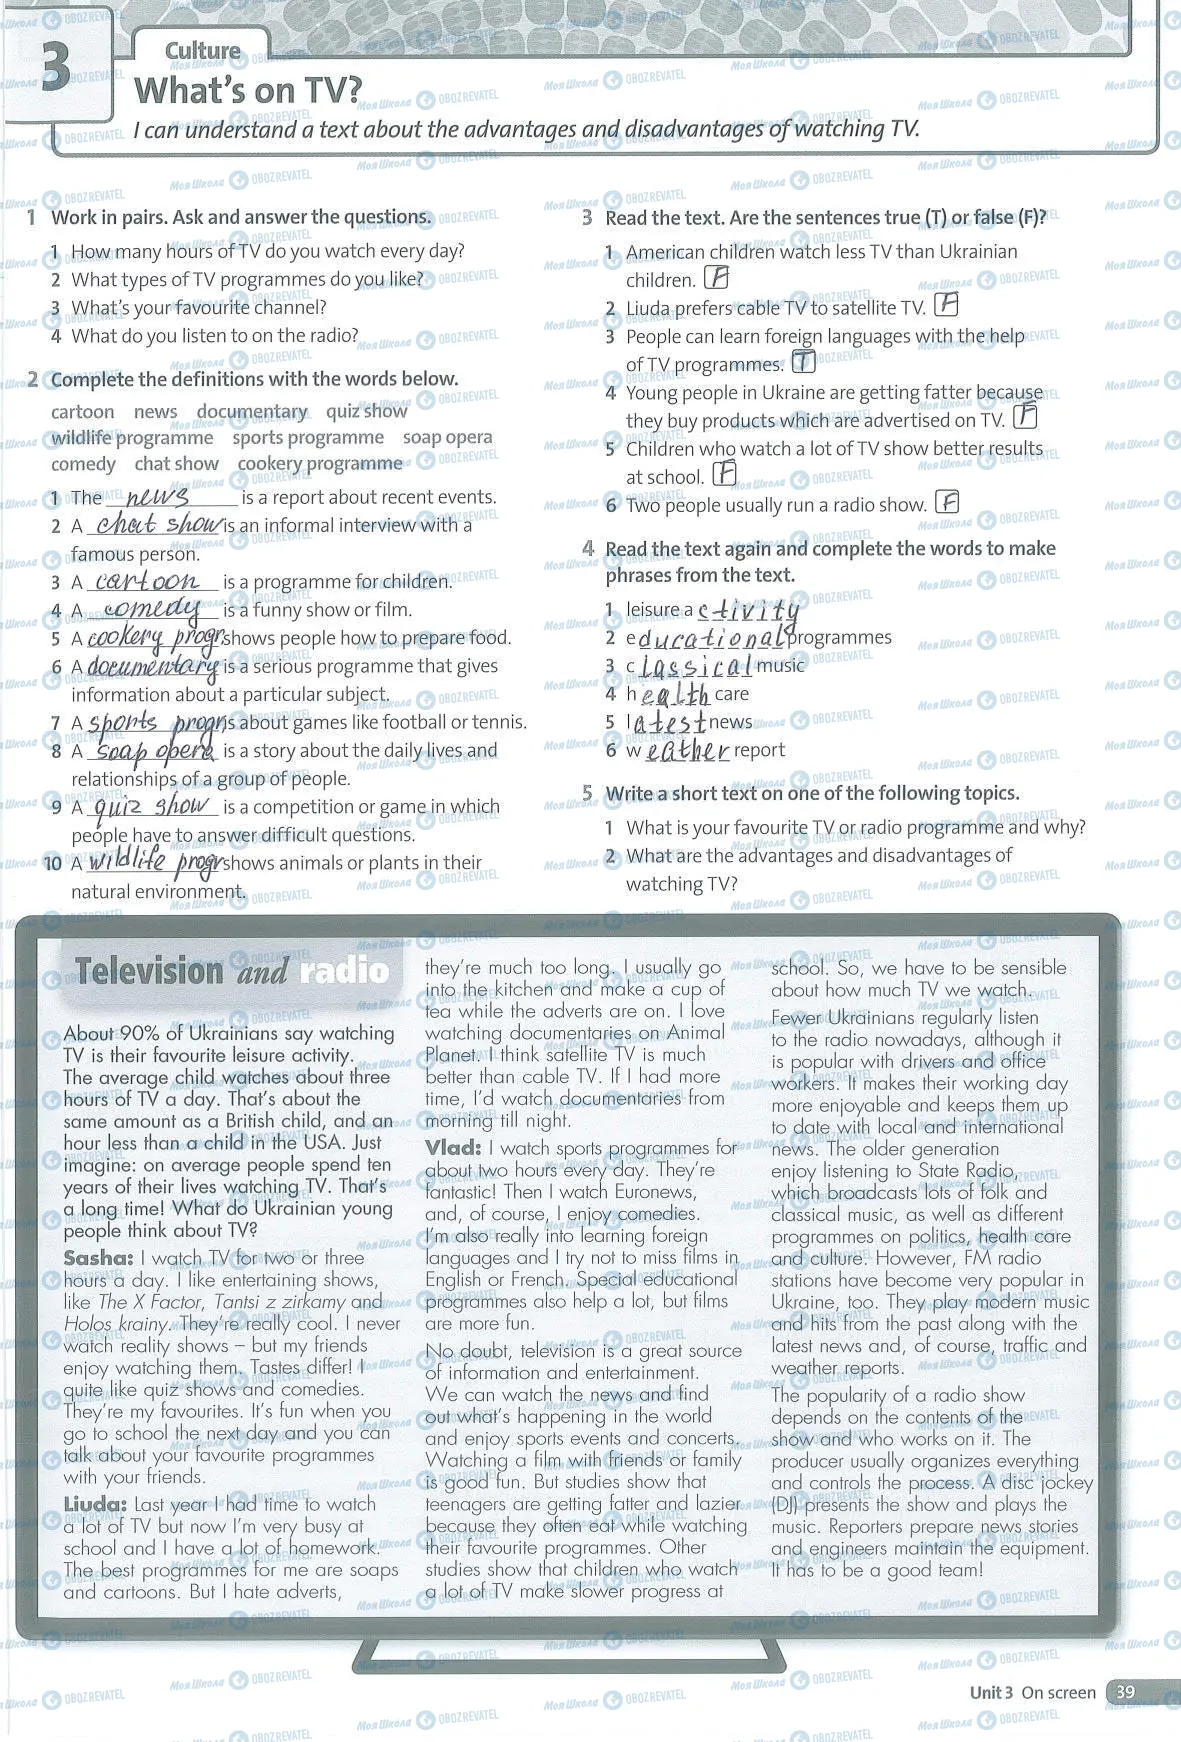 3
Culture
What's on TV?
I can understand a text about the advantages and disadvantages of watching TV.
1 Work in pairs. Ask and answer the questions.
1 How many hours of TV do you watch every day?
2 What types of TV programmes do you like?
3 What's your favourite channel?
4 What do you listen to on the radio?
2 Complete the definitions with the words below.
cartoon news documentary quiz show
wildlife programme sports programme soap opera
comedy chat show cookery programme
1 The news is a report about recent events.
2 A chat show is an informal interview with a
famous person.
3 A cartoon is a programme for children.
4 A comedy is a funny show or film.
5 A cookery progr. shows people how to prepare food.
6 A documentary is a serious programme that gives
information about a particular subject.
7 A sports progr. is about games like football or tennis.
8 A soap opera is a story about the daily lives and
relationships of a group of people.
9 A quiz show is a competition or game in which
people have to answer difficult questions.
10 A wildlife progr shows animals or plants in their
natural environment.
3 Read the text. Are the sentences true (T) or false (F)?
1 American children watch less TV than Ukrainian
children. F
2 Liuda prefers cable TV to satellite TV. F
3 People can learn foreign languages with the help
of TV programmes. T
4 Young people in Ukraine are getting fatter because
they buy products which are advertised on TV. F
5 Children who watch a lot of TV show better results
at school. F
6 Two people usually run a radio show. F
4 Read the text again and complete the words to make
phrases from the text.
1 leisure activity
2 educational programmes
3 classical music
4 health care
5 latest news
6 weather report
5 Write a short text on one of the following topics.
1 What is your favourite TV or radio programme and why?
2 What are the advantages and disadvantages of
watching TV?
Television and radio
About 90% of Ukrainians say watching
TV is their favourite leisure activity.
The average child watches about three
hours of TV a day. That's about the
same amount as a British child, and an
hour less than a child in the USA. Just
imagine: on average people spend ten
years of their lives watching TV. That's
a long time! What do Ukrainian young
people think about TV?
Sasha: I watch TV for two or three
hours a day. I like entertaining shows,
like The X Factor, Tantsi z zirkamy and
Holos krainy. They're really cool. I never
watch reality shows – but my friends
enjoy watching them. Tastes differ! I
quite like quiz shows and comedies.
They're my favourites. It's fun when you
go to school the next day and you can
talk about your favourite programmes
with your friends.
Liuda: Last year I had time to watch
a lot of TV but now I'm very busy at
school and I have a lot of homework.
The best programmes for me are soaps
and cartoons. But I hate adverts,
they're much too long. I usually go
into the kitchen and make a cup of
tea while the adverts are on. I love
watching documentaries on Animal
Planet. I think satellite TV is much
better than cable TV. If I had more
time, I'd watch documentaries from
morning till night.
Vlad: I watch sports programmes for
about two hours every day. They're
fantastic! Then I watch Euronews,
and, of course, I enjoy comedies.
I'm also really into learning foreign
languages and I try not to miss films in
English or French. Special educational
programmes also help a lot, but films
are more fun.
No doubt, television is a great source
of information and entertainment.
We can watch the news and find
out what's happening in the world
and enjoy sports events and concerts.
Watching a film with friends or family
is good fun. But studies show that
teenagers are getting fatter and lazier
because they often eat while watching
their favourite programmes. Other
studies show that children who watch
a lot of TV make slower progress at
school. So, we have to be sensible
about how much TV we watch.
Fewer Ukrainians regularly listen
to the radio nowadays, although it
is popular with drivers and office
workers. It makes their working day
more enjoyable and keeps them up
to date with local and international
news. The older generation
enjoy listening to State Radio,
which broadcasts lots of folk and
classical music, as well as different
programmes on politics, health care
and culture. However, FM radio
stations have become very popular in
Ukraine, too. They play modern music
and hits from the past along with the
latest news and, of course, traffic and
weather reports.
The popularity of a radio show
depends on the contents of the
show and who works on it. The
producer usually organizes everything
and controls the process. A disc jockey
(DJ) presents the show and plays the
music. Reporters prepare news stories
and engineers maintain the equipment.
It has to be a good team!
Unit 3 On screen 39
Моя Школа OBOZREVATEL